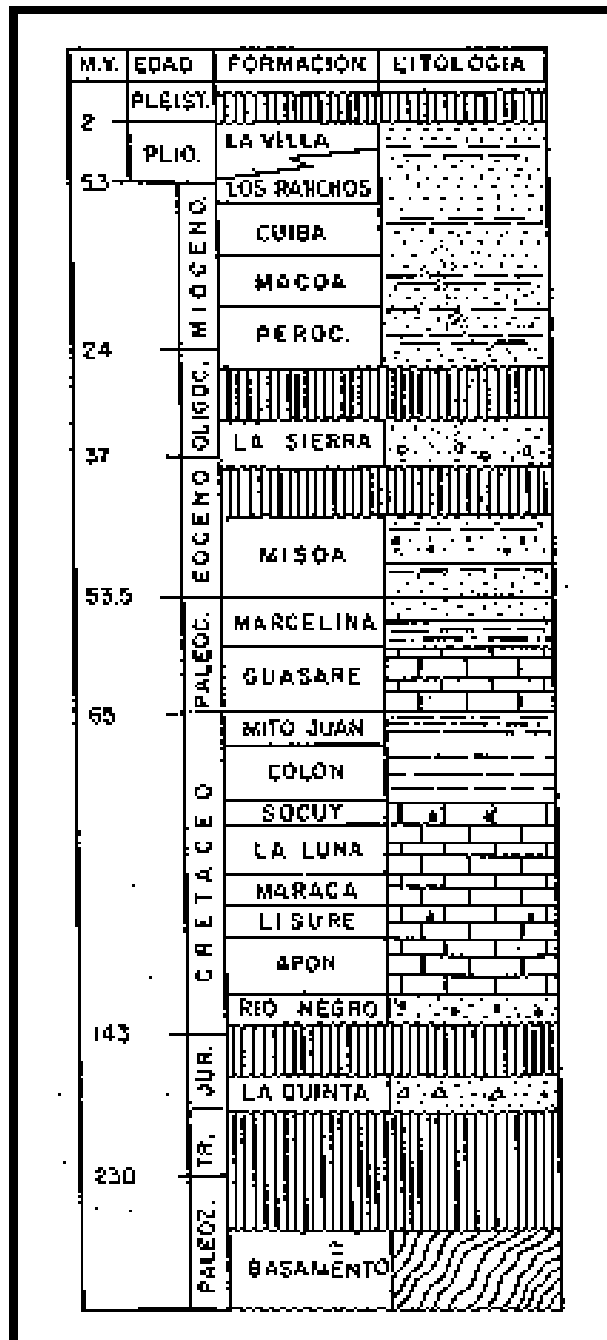 M.Y. EDAD FORMACION LITOLOGIA
PLEIST.
2
PLIO.
LA VILLA
53
LOS RANCHOS
MIOCENO
CUIBA
MACOA
PEROC.
24
OLIGOC.
LA SIERRA
37
EOCENO
MISOA
53.5
PALEOC.
MARCELINA
GUASARE
65
CRETACEO
MITO JUAN
COLON
SOCUY
LA LUNA
MARACA
LISURE
APON
RIO NEGRO
143
JUR.
LA QUINTA
TR.
230
PALEOZ.
BASAMENTO